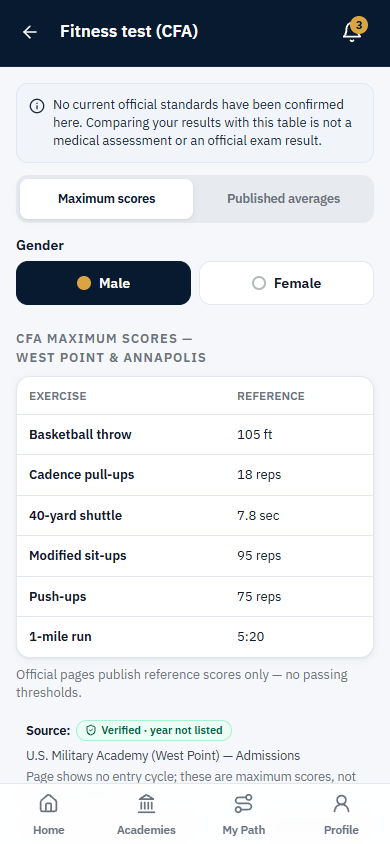 Fitness test (CFA)
3
No current official standards have been confirmed
here. Comparing your results with this table is not a
medical assessment or an official exam result.
Maximum scores
Published averages
Gender
Male
Female
CFA MAXIMUM SCORES —
WEST POINT & ANNAPOLIS
EXERCISE REFERENCE
Basketball throw 105 ft
Cadence pull-ups 18 reps
40-yard shuttle 7.8 sec
Modified sit-ups 95 reps
Push-ups 75 reps
1-mile run 5:20
Official pages publish reference scores only — no passing
thresholds.
Source: Verified · year not listed
U.S. Military Academy (West Point) — Admissions
Page shows no entry cycle; these are maximum scores, not
Home
Academies
My Path
Profile